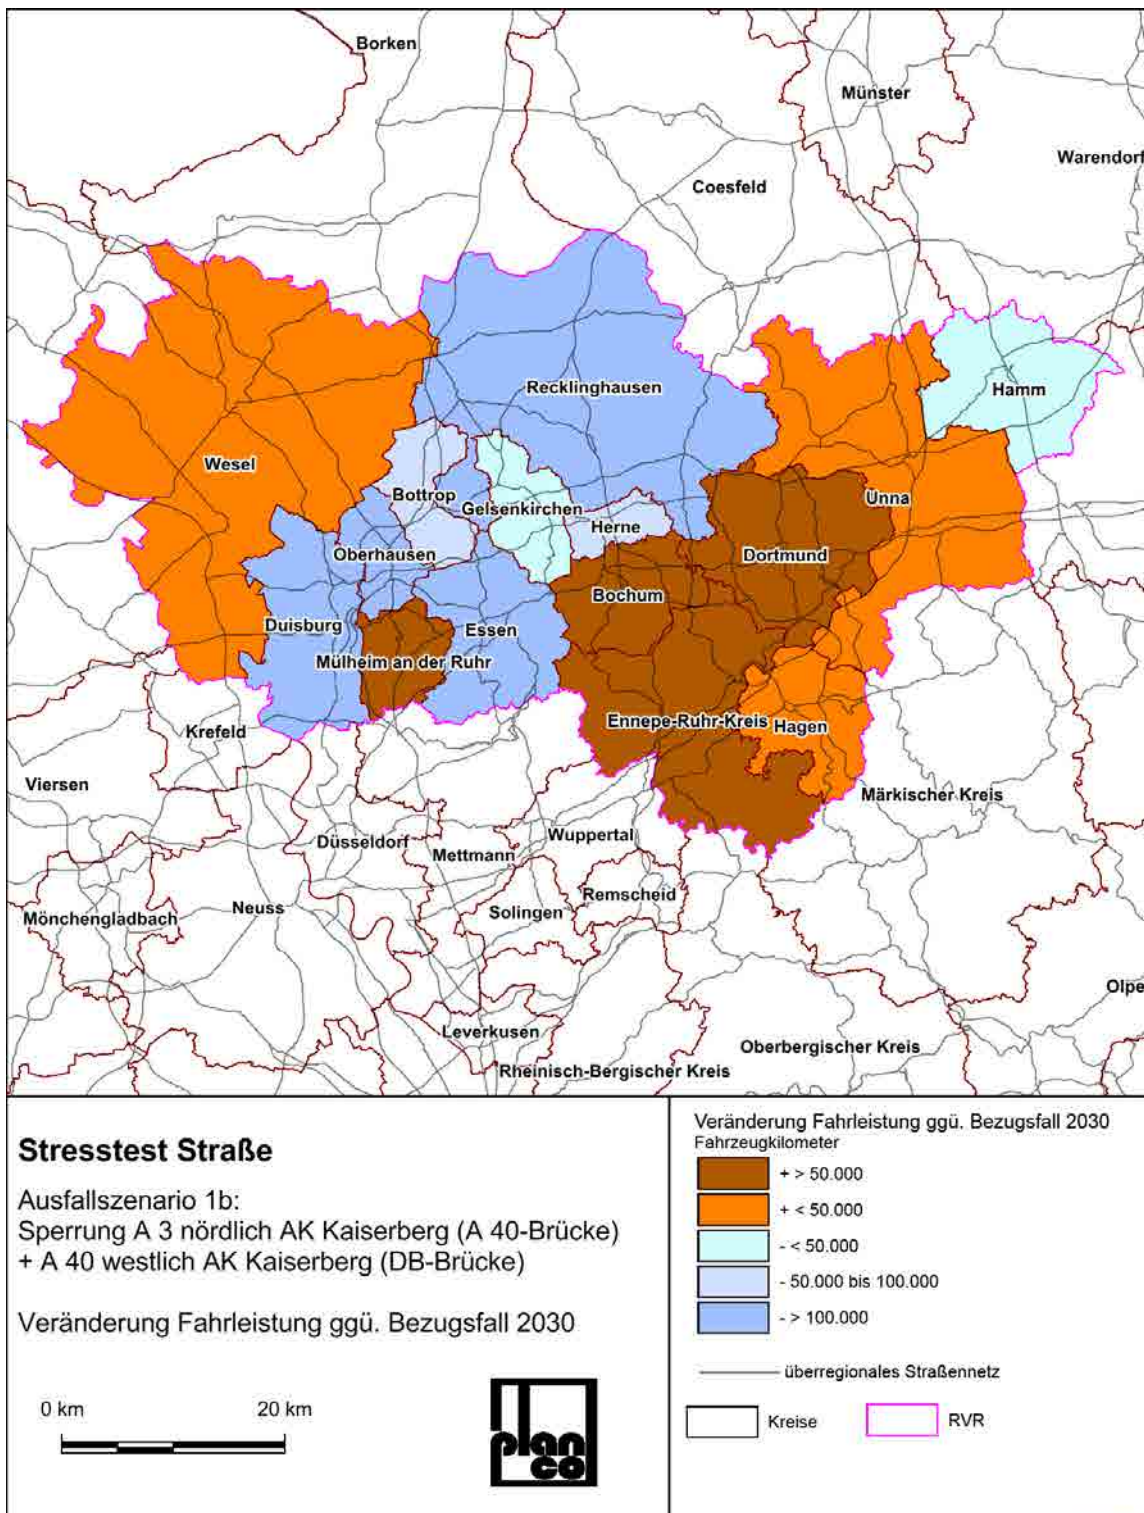 Borken
Münster
Warendorf
Coesfeld
Recklinghausen
Hamm
Wesel
Bottrop
Gelsenkirchen
Unna
Herne
Oberhausen
Dortmund
Bochum
Duisburg
Essen
Mülheim an der Ruhr
Ennepe-Ruhr-Kreis
Hagen
Krefeld
Viersen
Märkischer Kreis
Düsseldorf
Wuppertal
Mettmann
Remscheid
Neuss
Solingen
Mönchengladbach
Olpe
Leverkusen
Oberbergischer Kreis
Rheinisch-Bergischer Kreis
Stresstest Straße
Ausfallszenario 1b:
Sperrung A 3 nördlich AK Kaiserberg (A 40-Brücke)
+ A 40 westlich AK Kaiserberg (DB-Brücke)
Veränderung Fahrleistung ggü. Bezugsfall 2030
0 km
20 km
plan
co
Veränderung Fahrleistung ggü. Bezugsfall 2030
Fahrzeugkilometer
+ > 50.000
+ < 50.000
- < 50.000
- 50.000 bis 100.000
- > 100.000
überregionales Straßennetz
Kreise
RVR